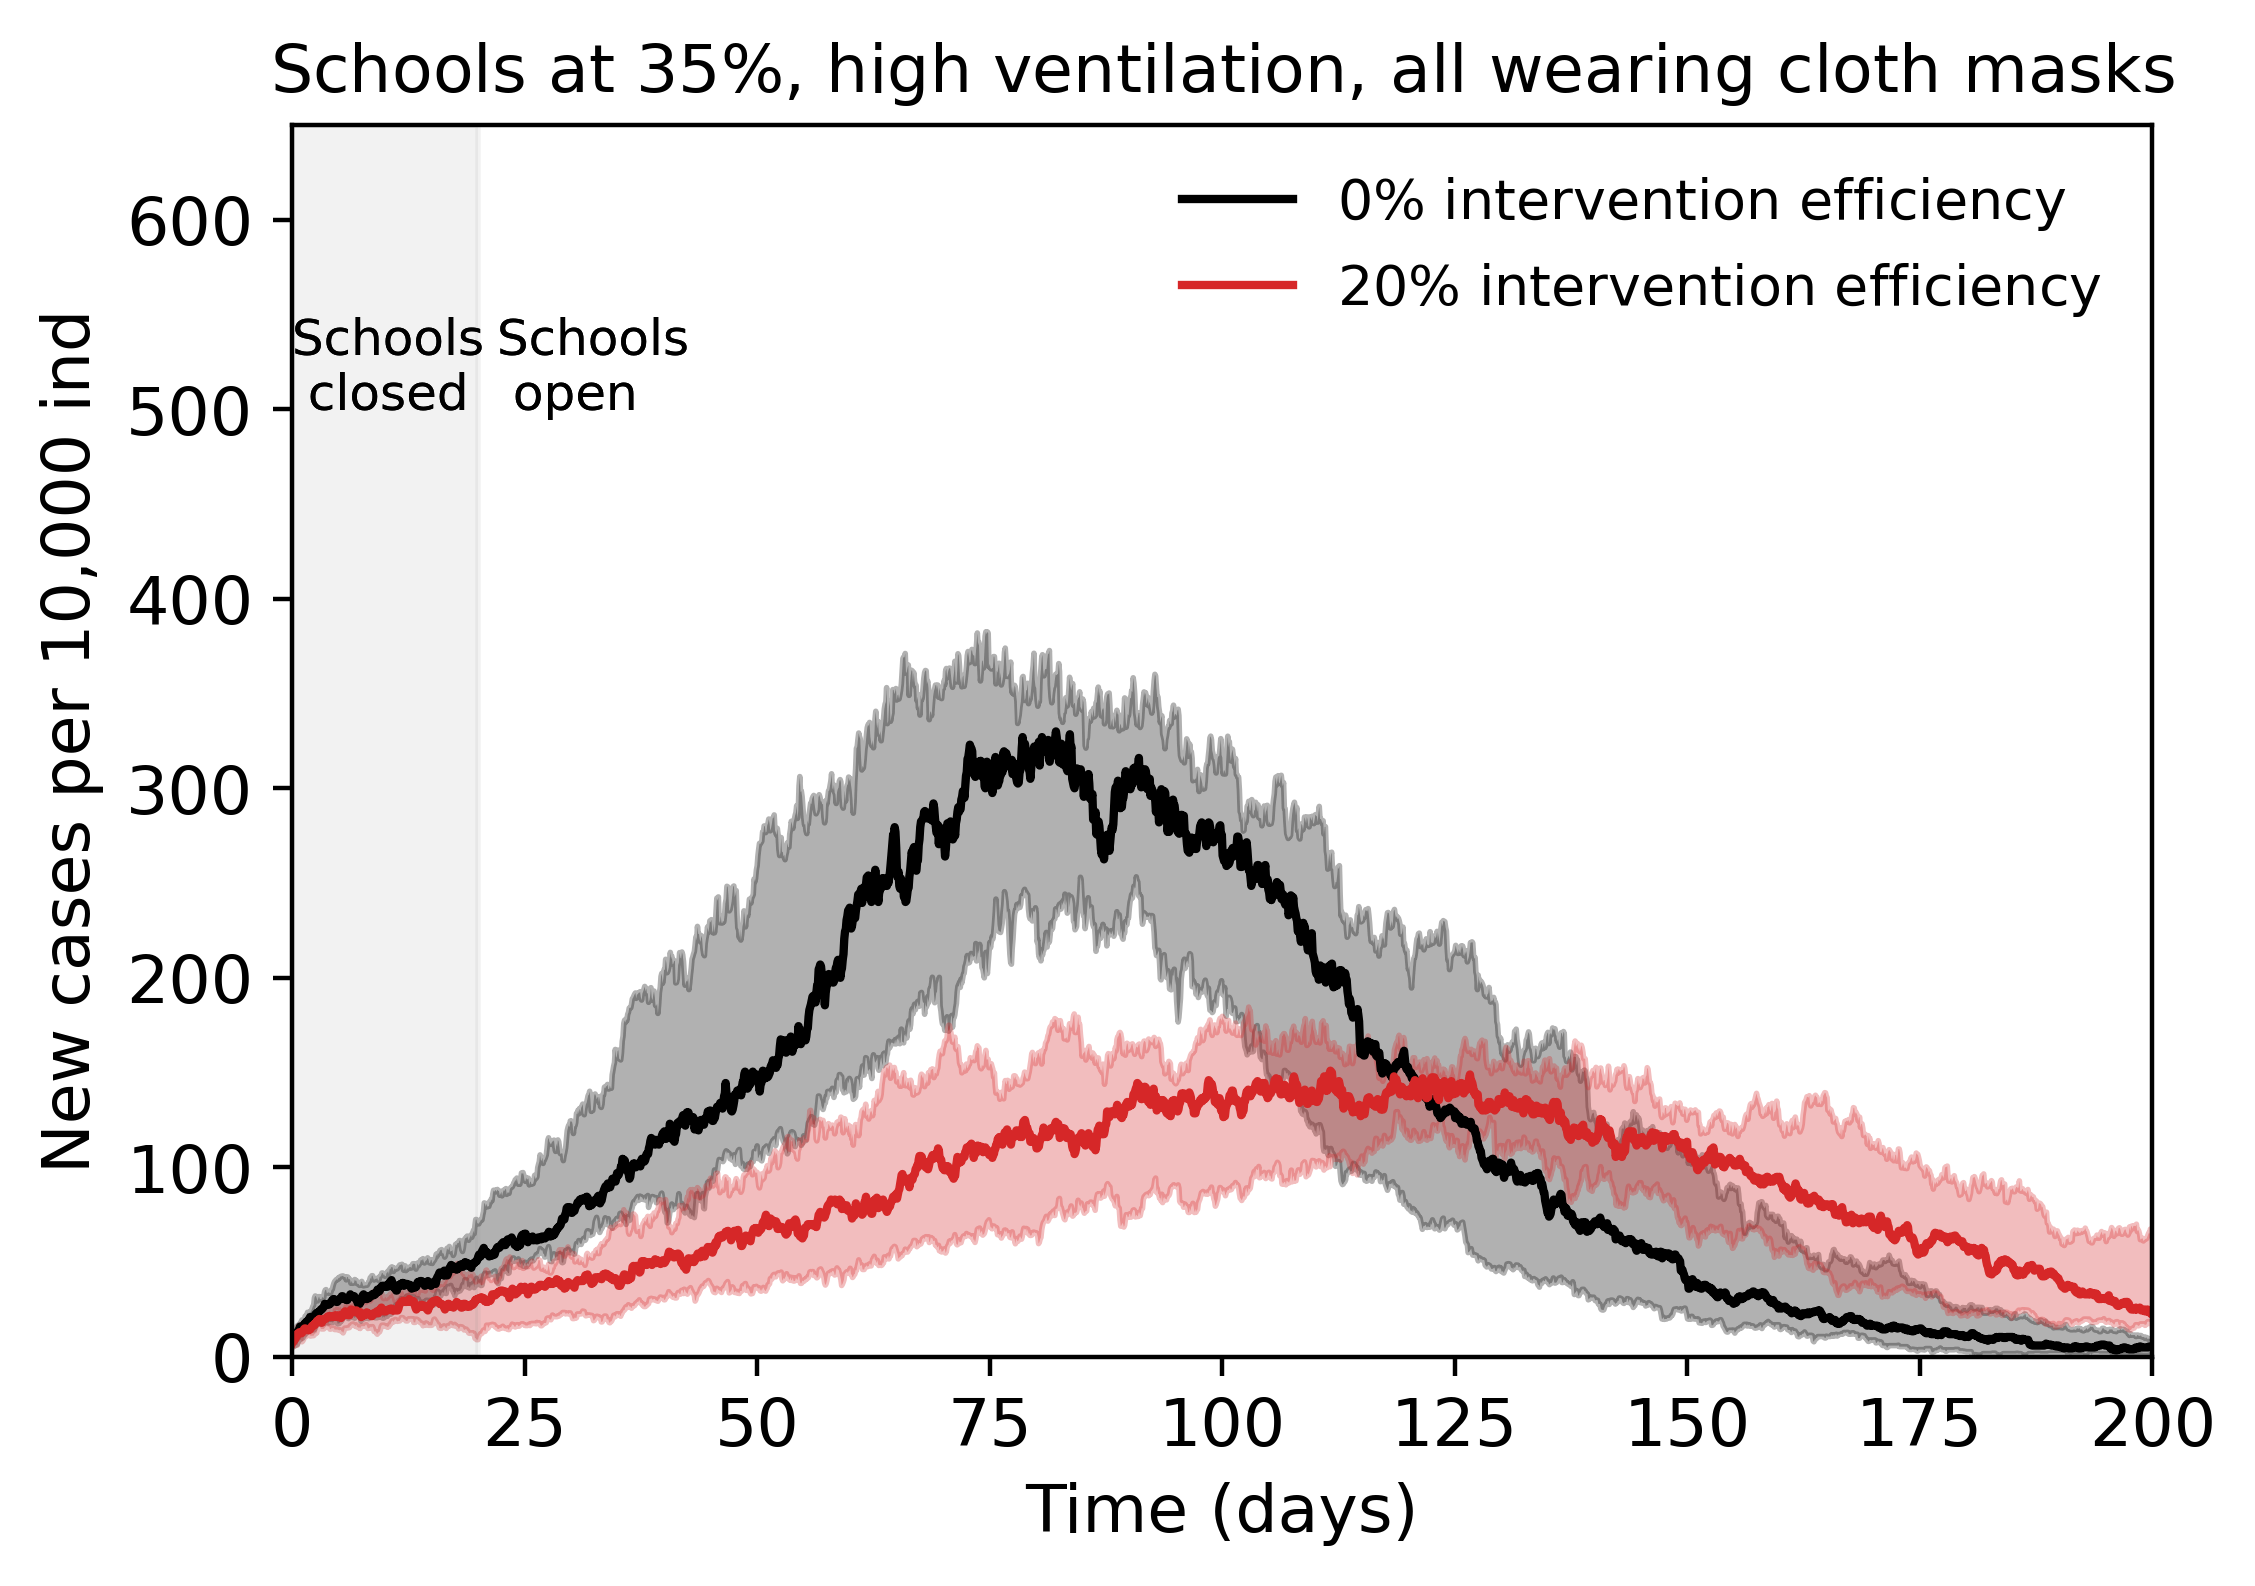 Schools at 35%, high ventilation, all wearing cloth masks
0% intervention efficiency
20% intervention efficiency
Schools closed
Schools open
New cases per 10,000 ind
600
500
400
300
200
100
0
0 25 50 75 100 125 150 175 200
Time (days)